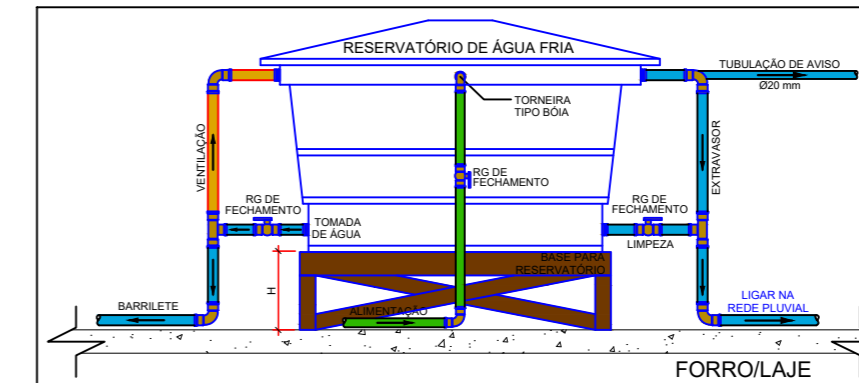 RESERVATÓRIO DE ÁGUA FRIA
TUBULAÇÃO DE AVISO
Ø20 mm
TORNEIRA
TIPO BÓIA
VENTILAÇÃO
EXTRAVASOR
RG DE
FECHAMENTO
RG DE
FECHAMENTO
TOMADA
DE ÁGUA
RG DE
FECHAMENTO
LIMPEZA
BASE PARA
RESERVATÓRIO
H
BARRILETE
ALIMENTAÇÃO
LIGAR NA
REDE PLUVIAL
FORRO/LAJE